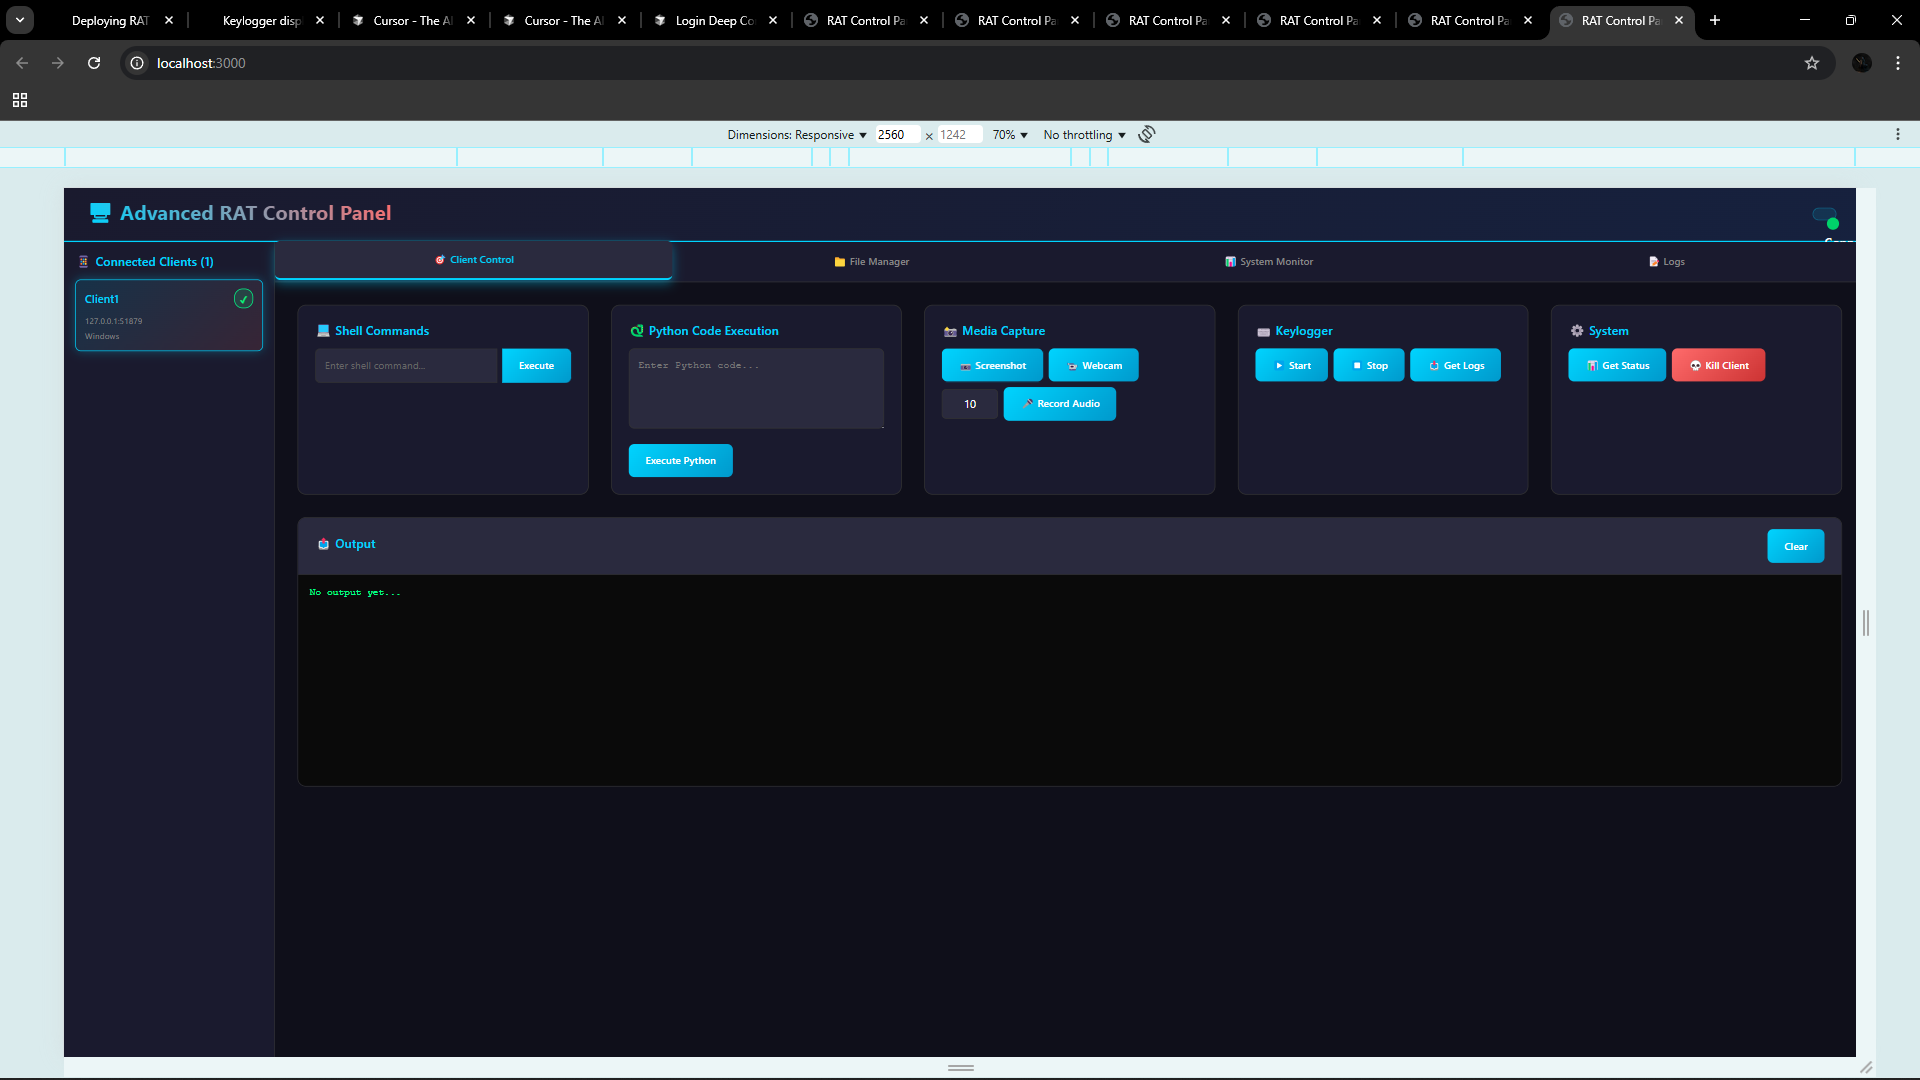 Deploying RAT
Keylogger disp
Cursor - The AI
Cursor - The AI
Login Deep Co
RAT Control Pa
RAT Control Pa
RAT Control Pa
RAT Control Pa
RAT Control Pa
RAT Control Pa
localhost:3000
Dimensions: Responsive 2560 × 1242 70% No throttling
Advanced RAT Control Panel
Connected Clients (1)
Client Control
File Manager
System Monitor
Logs
Client1
127.0.0.1:51879
Windows
Shell Commands
Enter shell command...
Execute
Python Code Execution
Enter Python code...
Execute Python
Media Capture
Screenshot
Webcam
10
Record Audio
Keylogger
Start
Stop
Get Logs
System
Get Status
Kill Client
Output
Clear
No output yet...